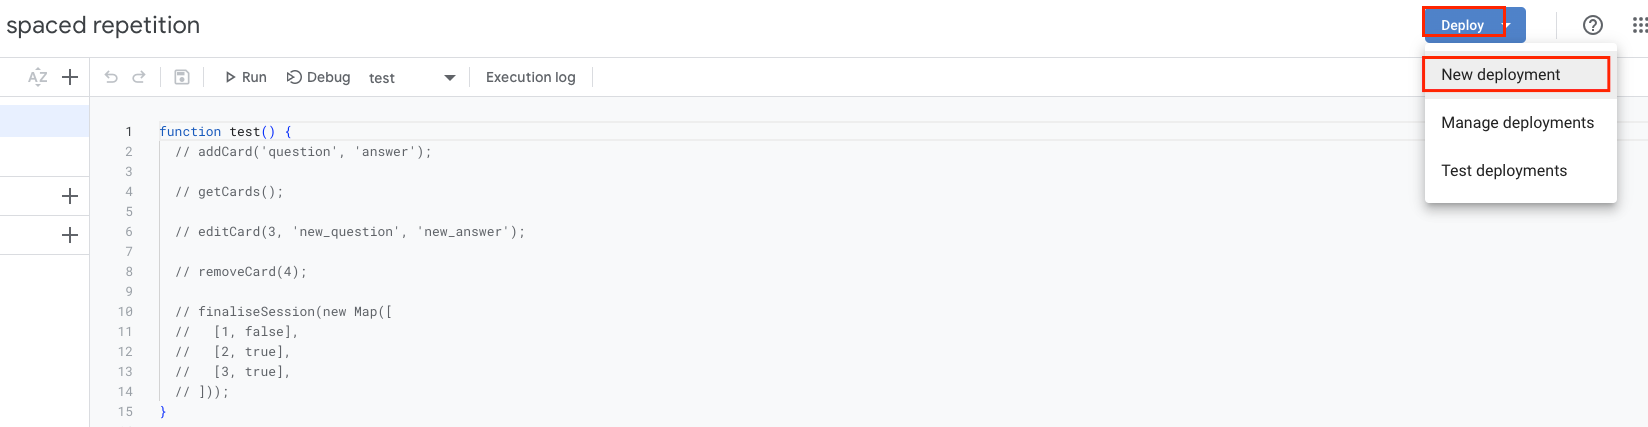 spaced repetition
Deploy
New deployment
Manage deployments
Test deployments
AZ
Run Debug test Execution log
1 function test() {
2 // addCard('question', 'answer');
3
4 // getCards();
5
6 // editCard(3, 'new_question', 'new_answer');
7
8 // removeCard(4);
9
10 // finaliseSession(new Map([
11 //   [1, false],
12 //   [2, true],
13 //   [3, true],
14 // ]));
15 }